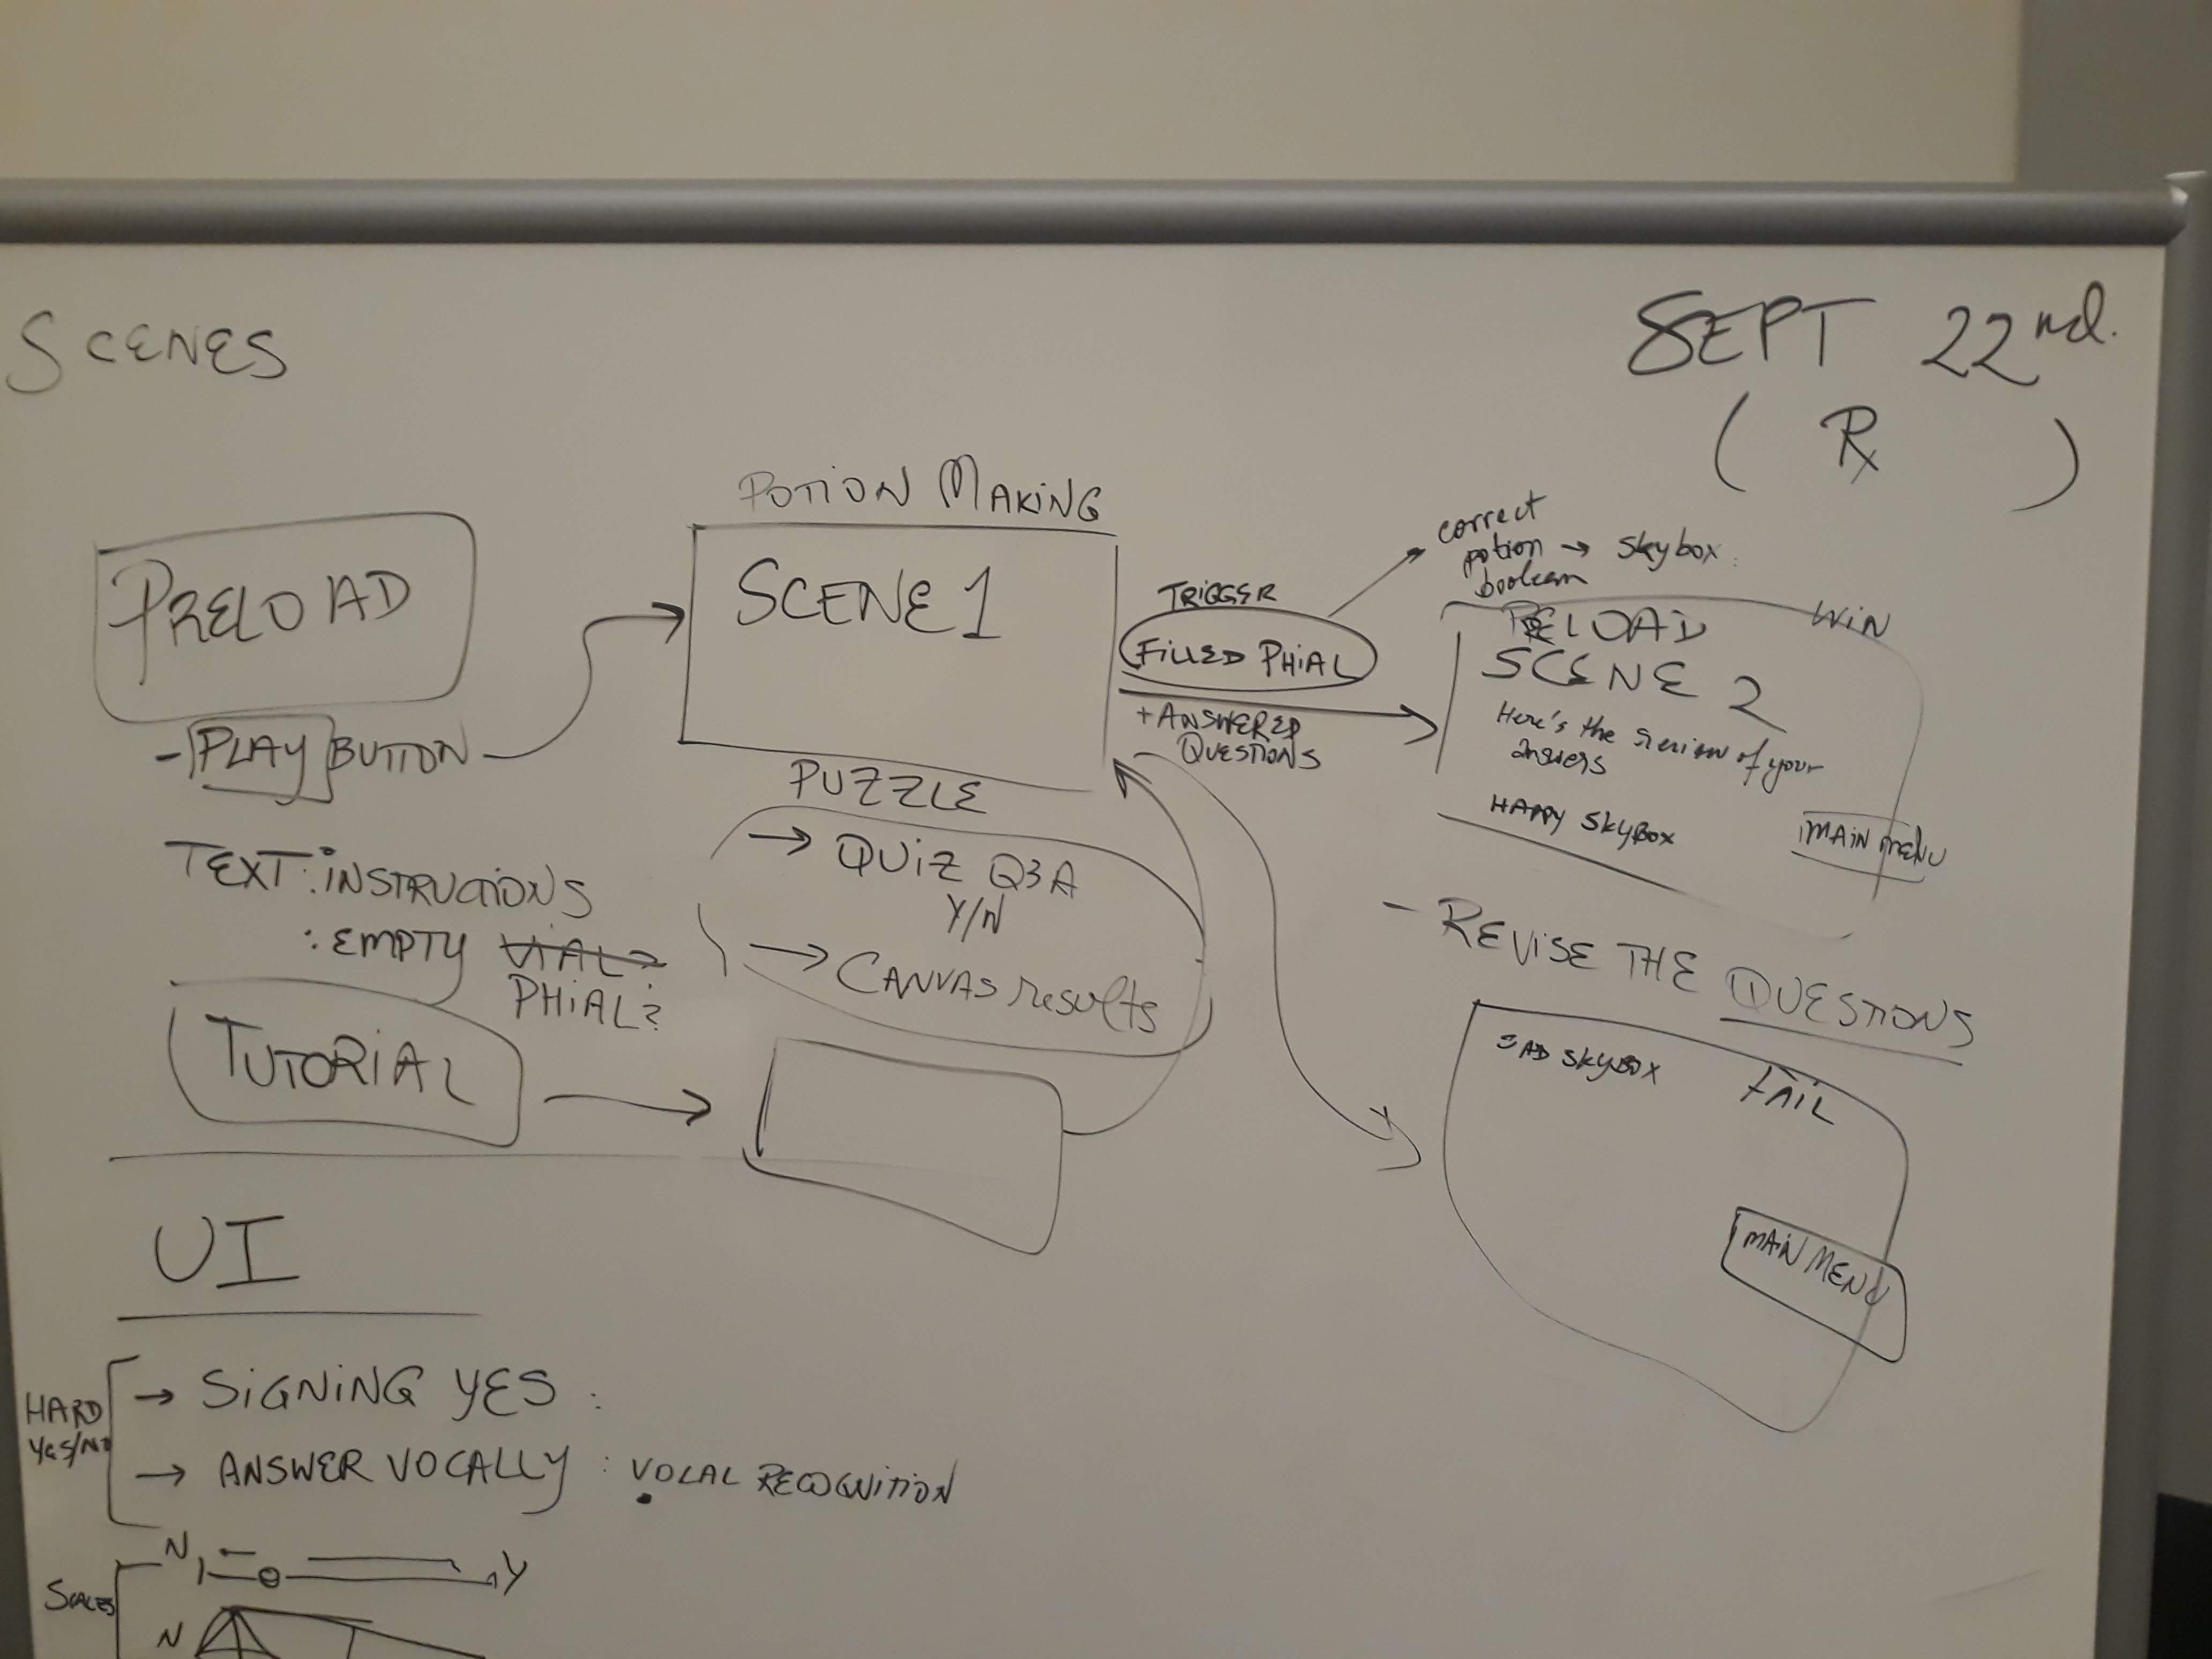 SCENES
SEPT 22nd.
( Rx )
POTION MAKING
PRELOAD
SCENE 1
TRIGGER
FILLED PHIAL
+ ANSWERED
QUESTIONS
correct
potion → skybox
boolean
WIN
RELOAD
SCENE 2
Here's the review of your
answers
HAPPY SKYBOX
MAIN MENU
- PLAY BUTTON
TEXT: INSTRUCTIONS
: EMPTY VIAL?
PHIAL?
TUTORIAL
PUZZLE
→ QUIZ Q3A
Y/N
→ CANVAS results
- REVISE THE QUESTIONS
SAD SKYBOX
FAIL
MAIN MENU
UI
HARD
YES/NO
→ SIGNING YES :
→ ANSWER VOCALLY : VOCAL RECOGNITION
SCALES
N Y
N